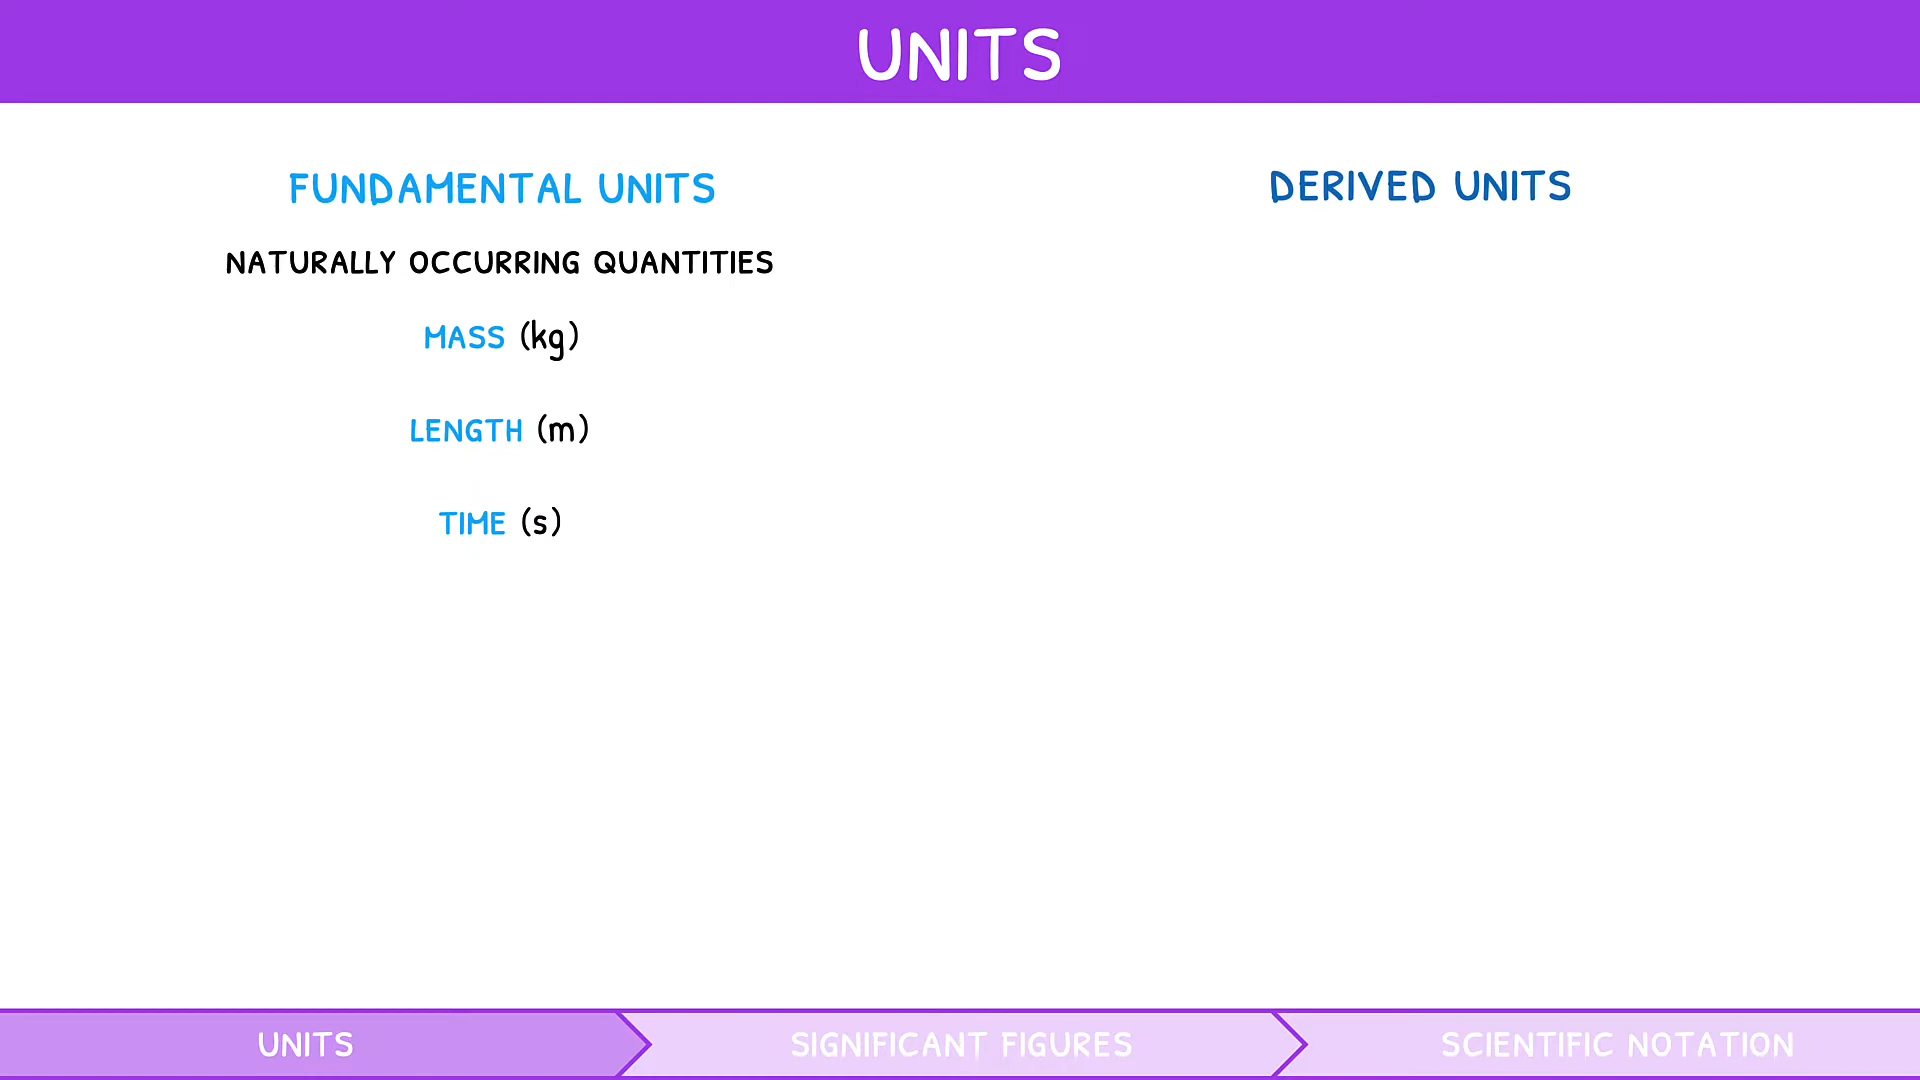 UNITS
FUNDAMENTAL UNITS
NATURALLY OCCURRING QUANTITIES
MASS (kg)
LENGTH (m)
TIME (s)
DERIVED UNITS
UNITS
SIGNIFICANT FIGURES
SCIENTIFIC NOTATION